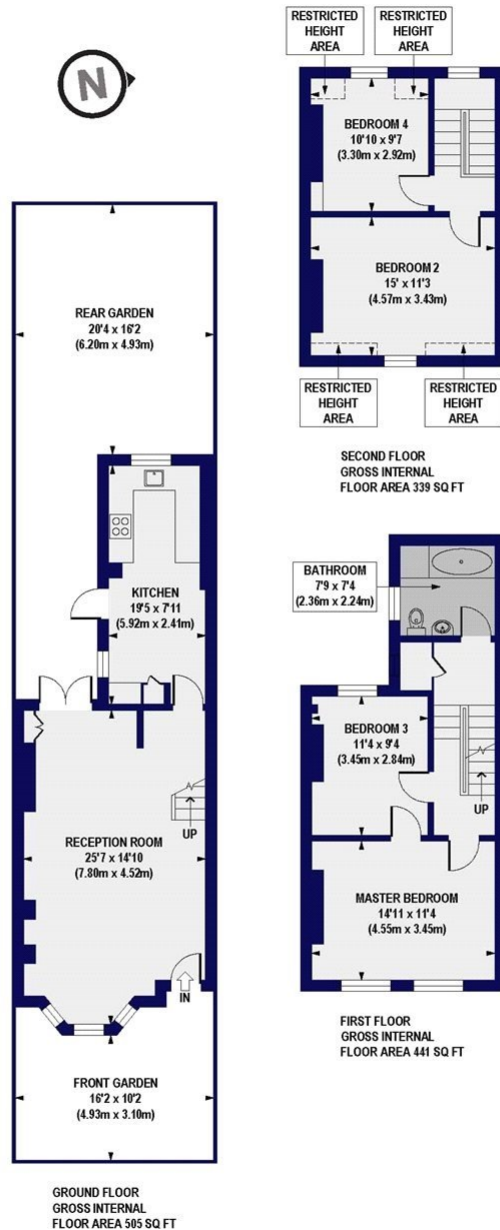 N
REAR GARDEN
20'4 x 16'2
(6.20m x 4.93m)
KITCHEN
19'5 x 7'11
(5.92m x 2.41m)
UP
RECEPTION ROOM
25'7 x 14'10
(7.80m x 4.52m)
IN
FRONT GARDEN
16'2 x 10'2
(4.93m x 3.10m)
GROUND FLOOR
GROSS INTERNAL
FLOOR AREA 505 SQ FT
RESTRICTED
HEIGHT
AREA
RESTRICTED
HEIGHT
AREA
BEDROOM 4
10'10 x 9'7
(3.30m x 2.92m)
BEDROOM 2
15' x 11'3
(4.57m x 3.43m)
RESTRICTED
HEIGHT
AREA
RESTRICTED
HEIGHT
AREA
SECOND FLOOR
GROSS INTERNAL
FLOOR AREA 339 SQ FT
BATHROOM
7'9 x 7'4
(2.36m x 2.24m)
BEDROOM 3
11'4 x 9'4
(3.45m x 2.84m)
UP
MASTER BEDROOM
14'11 x 11'4
(4.55m x 3.45m)
FIRST FLOOR
GROSS INTERNAL
FLOOR AREA 441 SQ FT